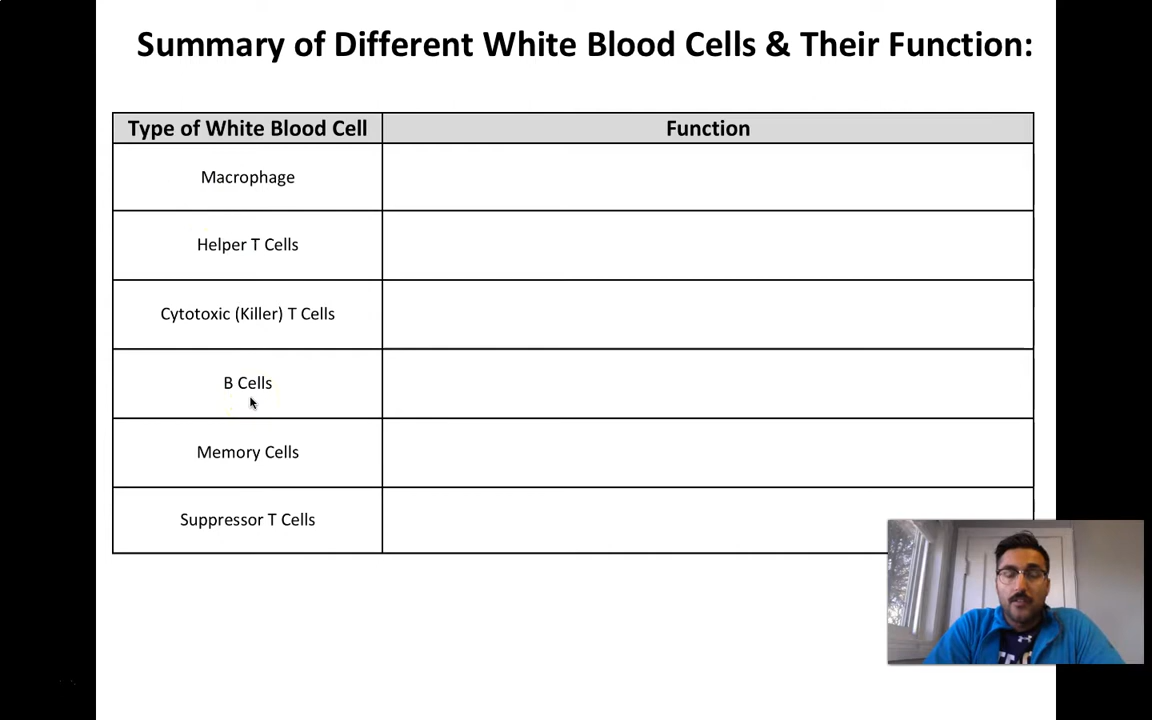 Summary of Different White Blood Cells & Their Function:
Type of White Blood Cell
Function
Macrophage
Helper T Cells
Cytotoxic (Killer) T Cells
B Cells
Memory Cells
Suppressor T Cells